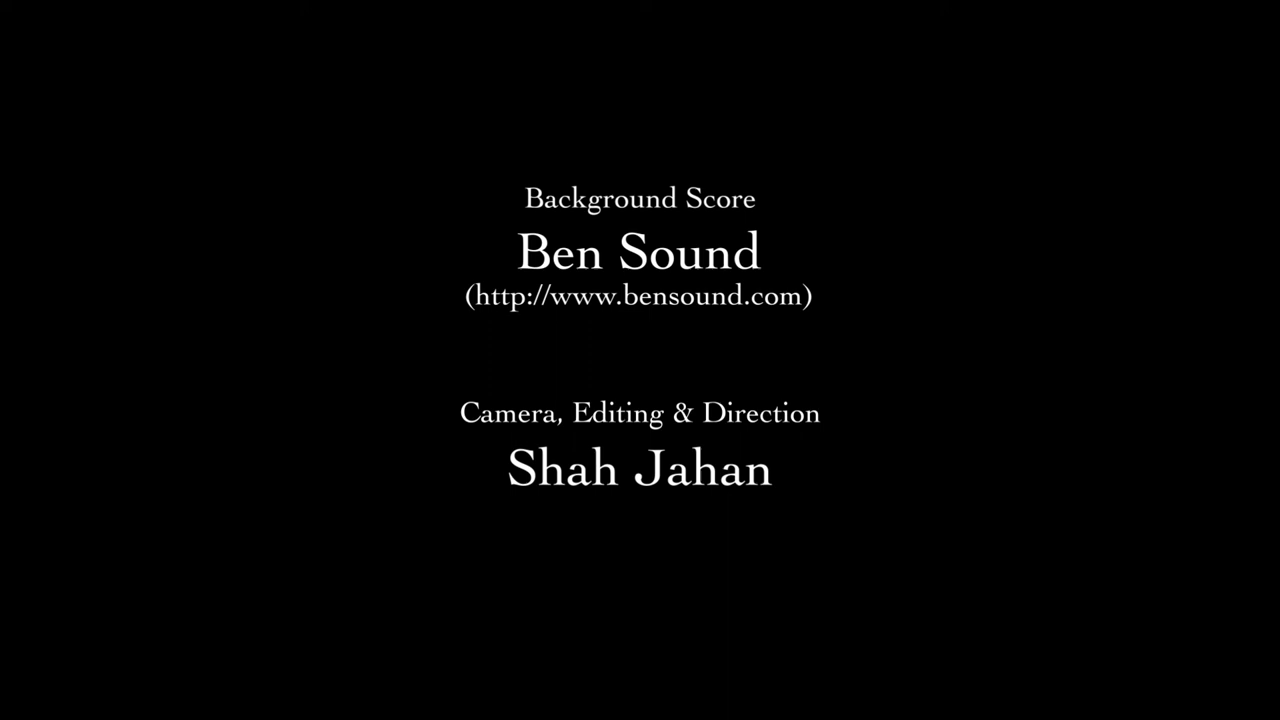 Background Score
Ben Sound
(http://www.bensound.com)
Camera, Editing & Direction
Shah Jahan